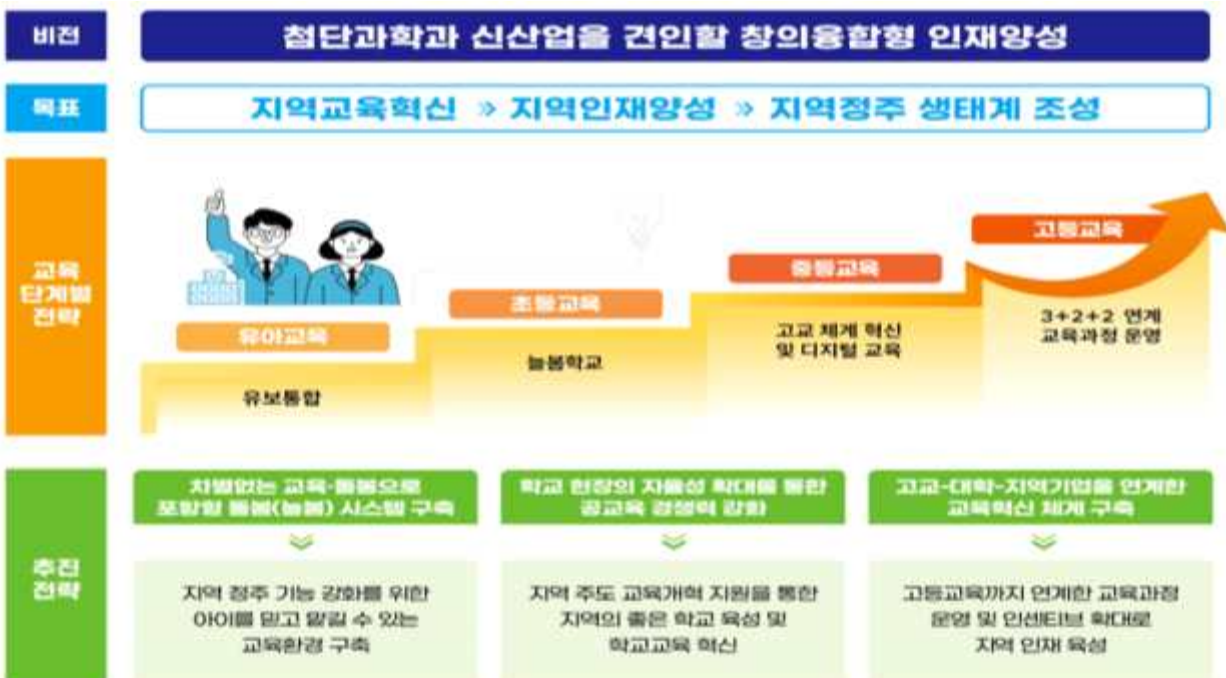 비전
첨단과학과 신산업을 견인할 창의융합형 인재양성
목표
지역교육혁신 » 지역인재양성 » 지역정주 생태계 조성
교육
단계별
전략
유아교육
유보통합
초등교육
늘봄학교
중등교육
고교 체계 혁신
및 디지털 교육
고등교육
3+2+2 연계
교육과정 운영
추진
전략
차별없는 교육·돌봄으로
포항형 돌봄(늘봄) 시스템 구축
지역 정주 기능 강화를 위한
아이를 믿고 맡길 수 있는
교육환경 구축
학교 현장의 자율성 확대를 통한
공교육 경쟁력 강화
지역 주도 교육개혁 지원을 통한
지역의 좋은 학교 육성 및
학교교육 혁신
고교-대학-지역기업을 연계한
교육혁신 체계 구축
고등교육까지 연계한 교육과정
운영 및 인센티브 확대로
지역 인재 육성